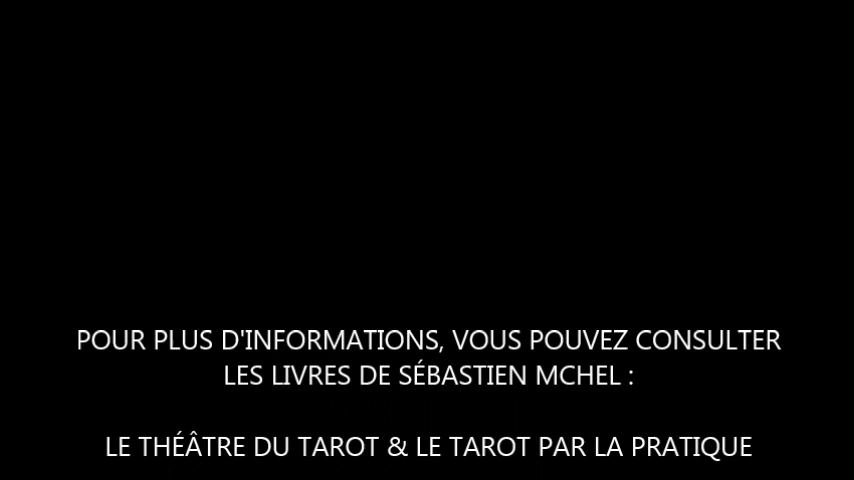 POUR PLUS D'INFORMATIONS, VOUS POUVEZ CONSULTER
LES LIVRES DE SÉBASTIEN MCHEL :
LE THÉÂTRE DU TAROT & LE TAROT PAR LA PRATIQUE